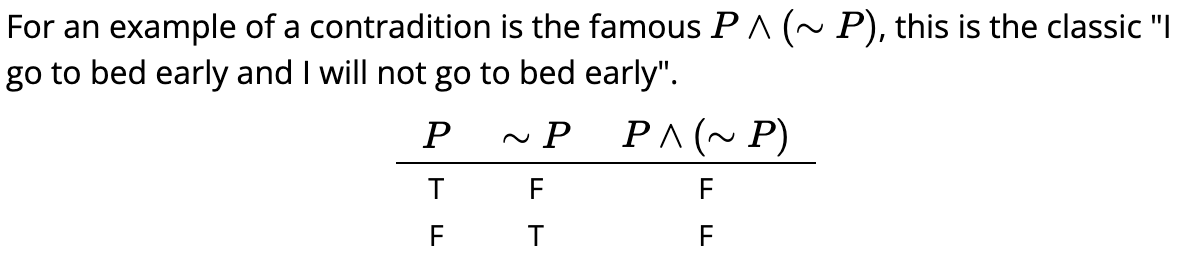 For an example of a contradition is the famous P ∧ (∼ P), this is the classic "I
go to bed early and I will not go to bed early".
P ∼ P P ∧ (∼ P)
T F F
F T F